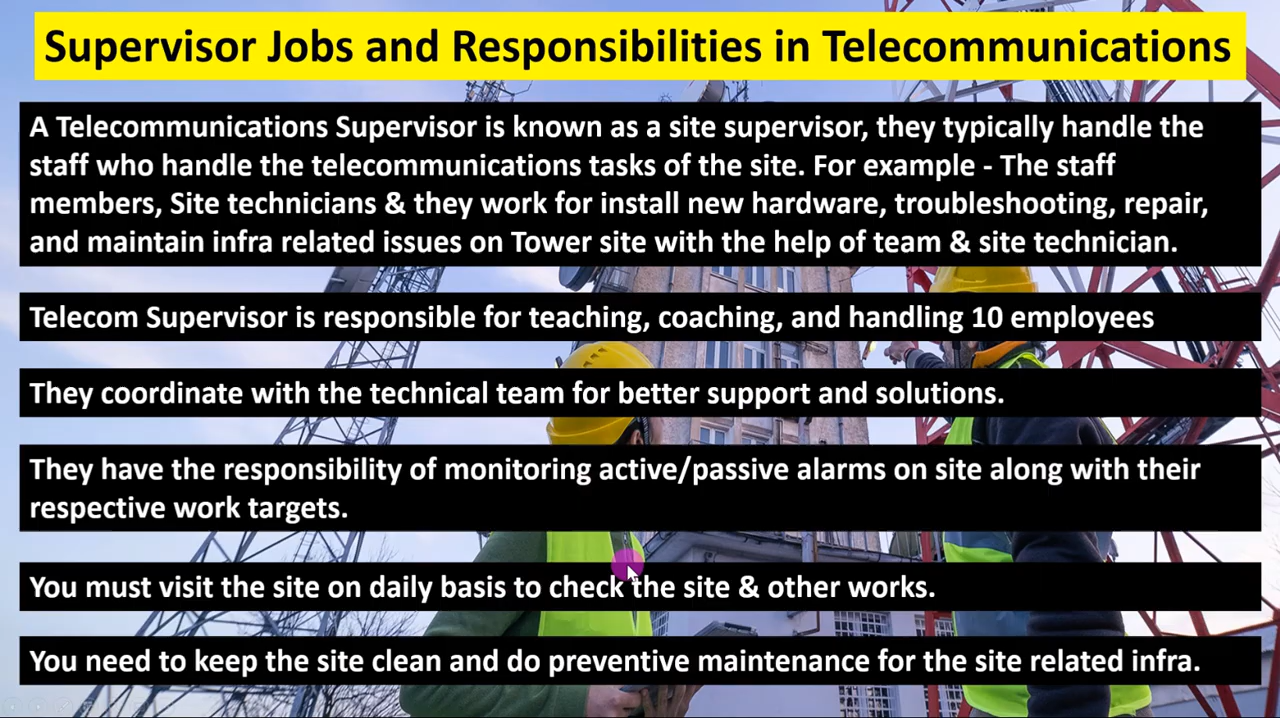 Supervisor Jobs and Responsibilities in Telecommunications
A Telecommunications Supervisor is known as a site supervisor, they typically handle the
staff who handle the telecommunications tasks of the site. For example - The staff
members, Site technicians & they work for install new hardware, troubleshooting, repair,
and maintain infra related issues on Tower site with the help of team & site technician.
Telecom Supervisor is responsible for teaching, coaching, and handling 10 employees
They coordinate with the technical team for better support and solutions.
They have the responsibility of monitoring active/passive alarms on site along with their
respective work targets.
You must visit the site on daily basis to check the site & other works.
You need to keep the site clean and do preventive maintenance for the site related infra.